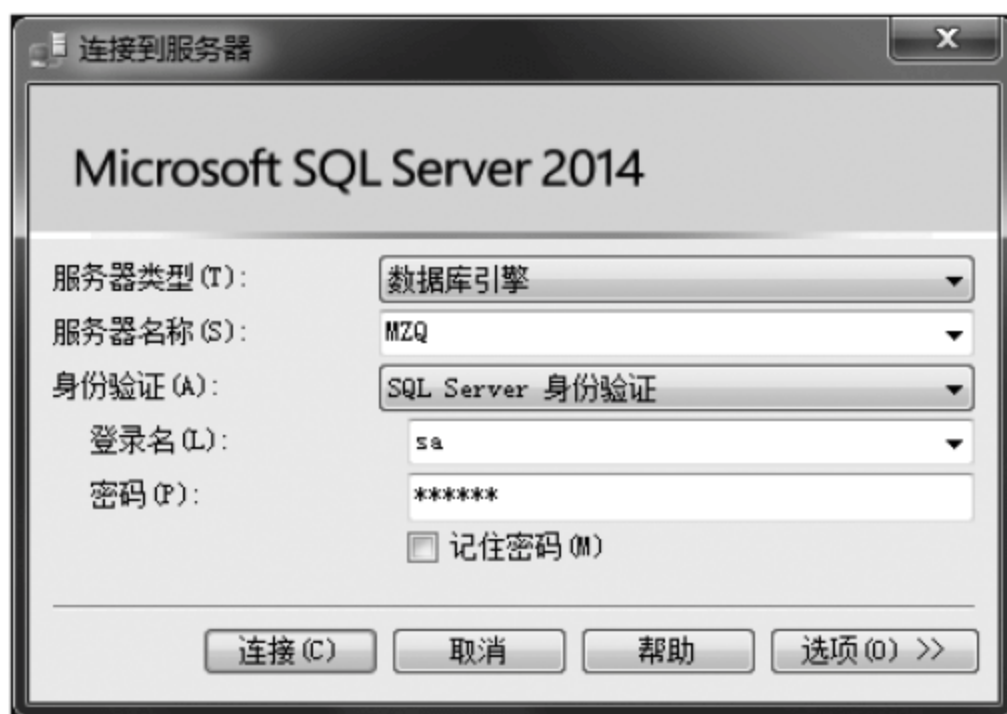 连接到服务器
Microsoft SQL Server 2014
服务器类型(T): 数据库引擎
服务器名称(S): MZQ
身份验证(A): SQL Server 身份验证
登录名(L): sa
密码(P): ******
记住密码(M)
连接(C) 取消 帮助 选项(O) >>